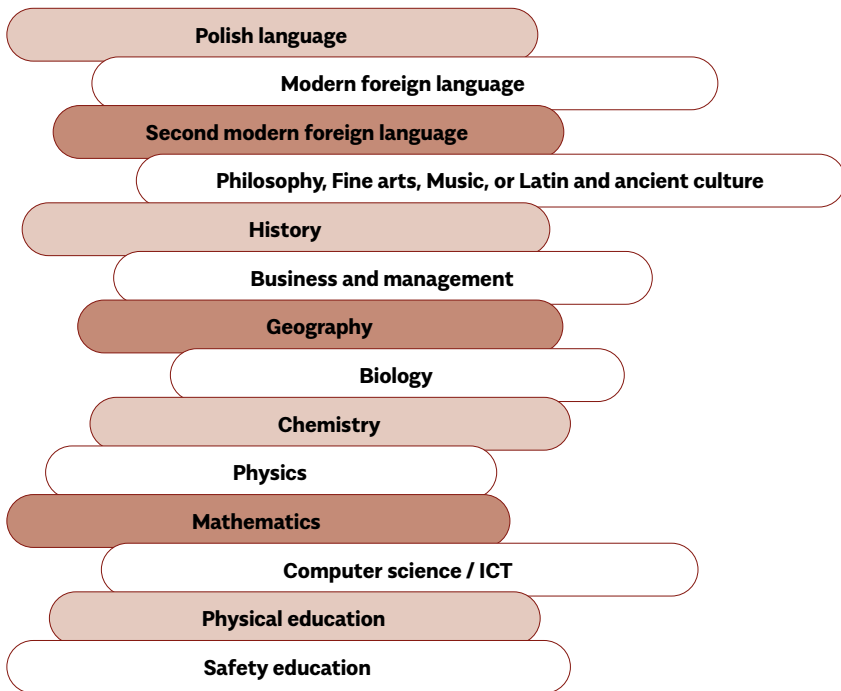 Polish language
Modern foreign language
Second modern foreign language
Philosophy, Fine arts, Music, or Latin and ancient culture
History
Business and management
Geography
Biology
Chemistry
Physics
Mathematics
Computer science / ICT
Physical education
Safety education